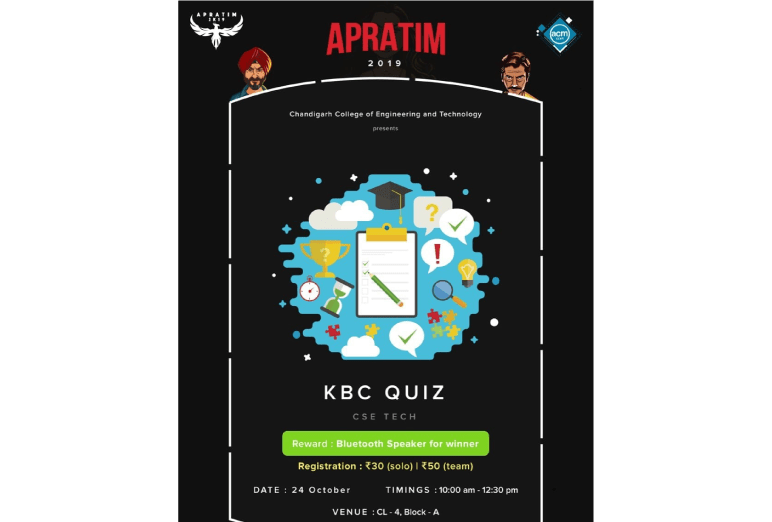 APRATIM
2K19
APRATIM
2019
acm
Chandigarh College of Engineering and Technology
presents
?
!
?
KBC QUIZ
CSE TECH
Reward : Bluetooth Speaker for winner
Registration : ₹30 (solo) | ₹50 (team)
DATE : 24 October TIMINGS : 10:00 am - 12:30 pm
VENUE : CL - 4, Block - A